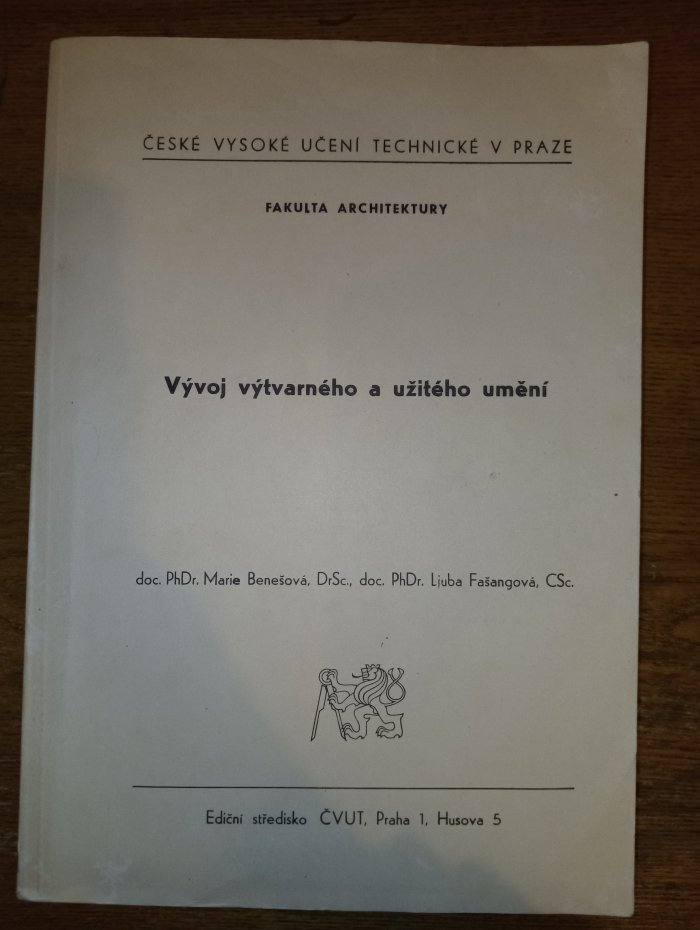 ČESKÉ VYSOKÉ UČENÍ TECHNICKÉ V PRAZE
FAKULTA ARCHITEKTURY
Vývoj výtvarného a užitého umění
doc. PhDr. Marie Benešová, DrSc., doc. PhDr. Ljuba Fašangová, CSc.
Ediční středisko ČVUT, Praha 1, Husova 5